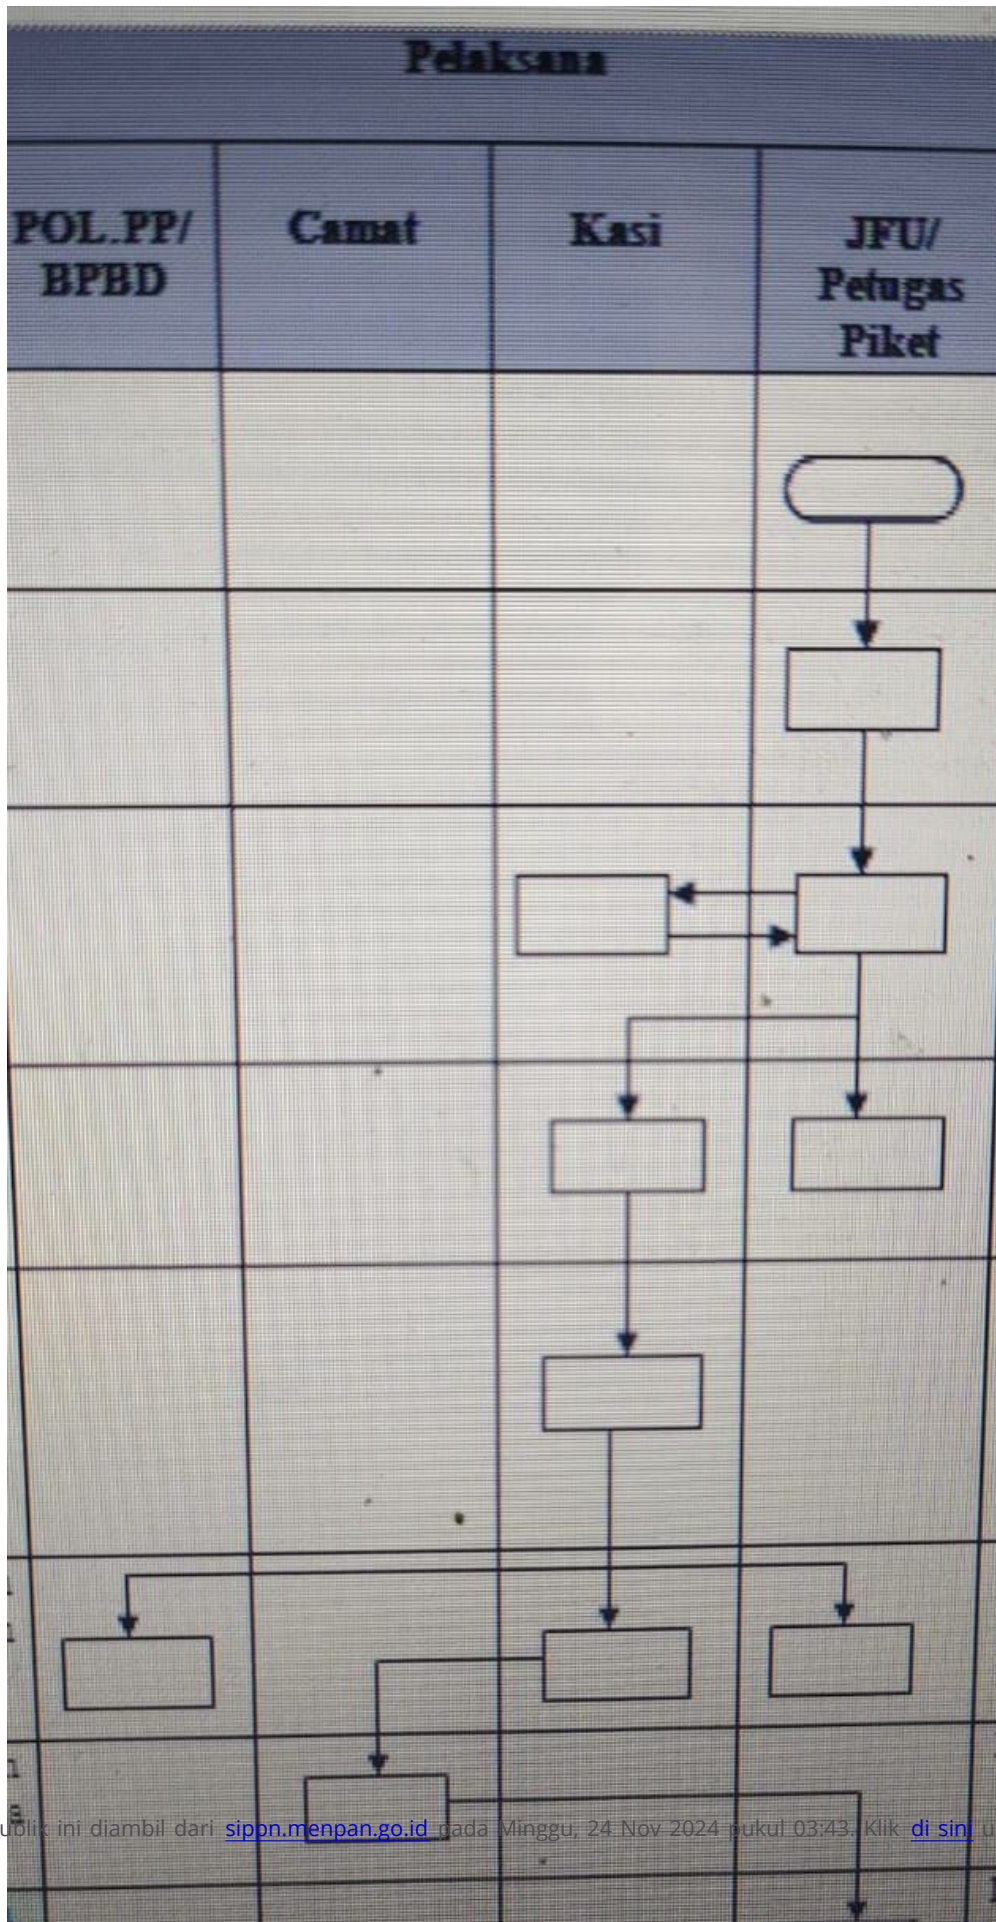 Pelaksana
POL.PP/
BPBD
Camat
Kasi
JFU/
Petugas
Piket
ublik ini diambil dari sippn.menpan.go.id pada Minggu, 24 Nov 2024 pukul 03:43. Klik di sini u